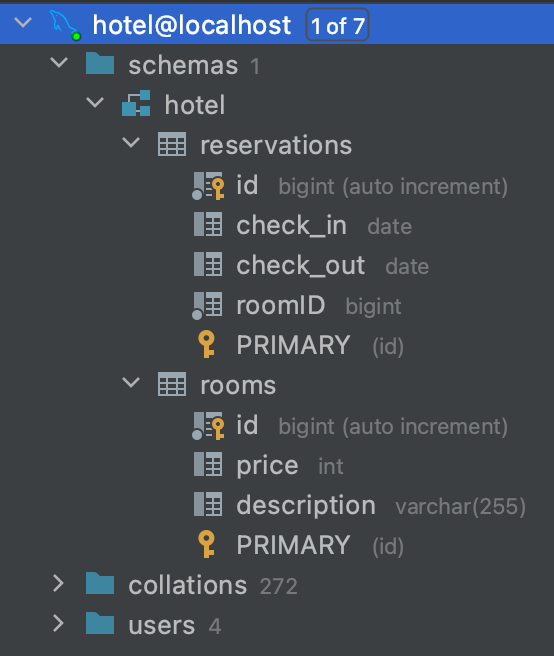 hotel@localhost 1 of 7
schemas 1
hotel
reservations
id bigint (auto increment)
check_in date
check_out date
roomID bigint
PRIMARY (id)
rooms
id bigint (auto increment)
price int
description varchar(255)
PRIMARY (id)
collations 272
users 4